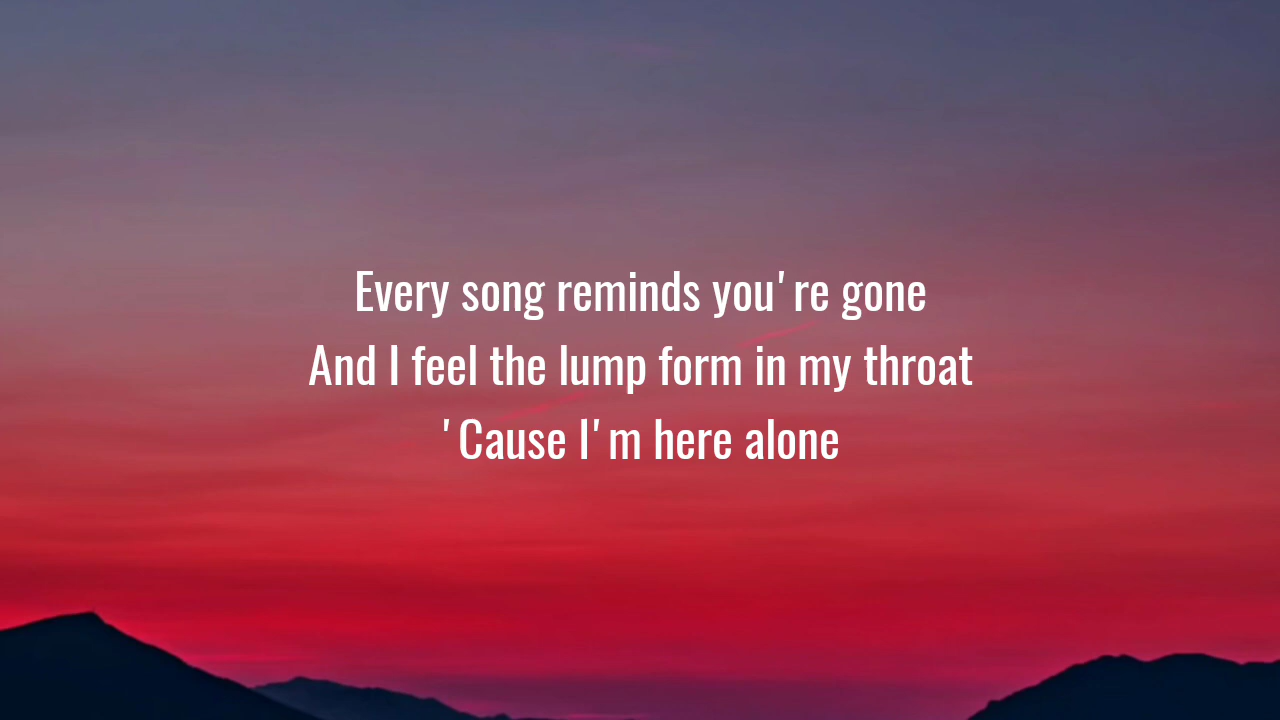 Every song reminds you're gone
And I feel the lump form in my throat
'Cause I'm here alone